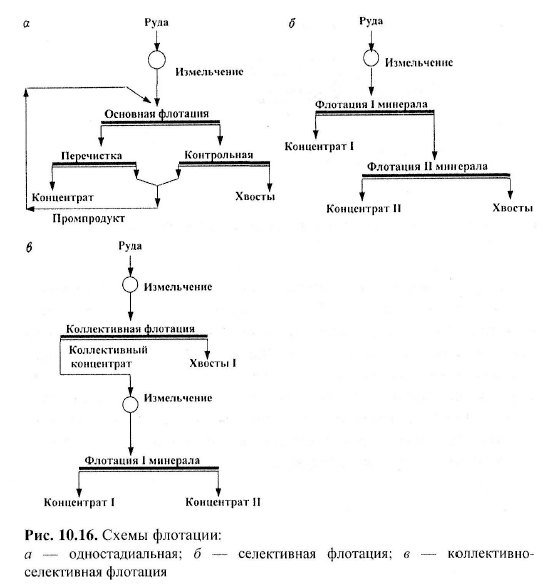 а
Руда
Измельчение
Основная флотация
Перечистка
Контрольная
Концентрат
Хвосты
Промпродукт
б
Руда
Измельчение
Флотация I минерала
Концентрат I
Флотация II минерала
Концентрат II
Хвосты
в
Руда
Измельчение
Коллективная флотация
Коллективный
концентрат
Хвосты I
Измельчение
Флотация I минерала
Концентрат I
Концентрат II
Рис. 10.16. Схемы флотации:
а — одностадиальная; б — селективная флотация; в — коллективно-
селективная флотация